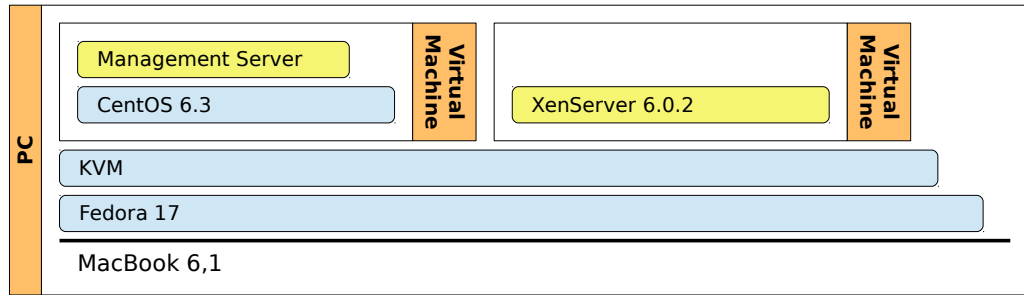 PC
Management Server
CentOS 6.3
Virtual
Machine
XenServer 6.0.2
Virtual
Machine
KVM
Fedora 17
MacBook 6,1